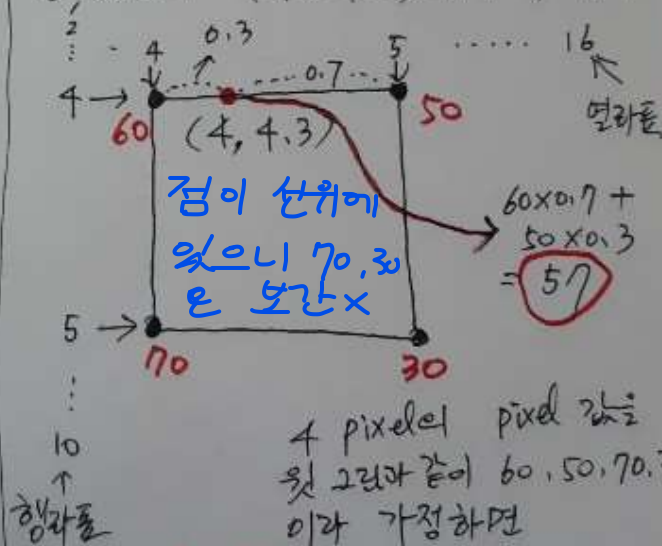 2
0.3
4 5 ...... 16
0.7
4 →
60 50
(4, 4.3) 열좌표
점이 선위에
있으니 70.30
은 보간 x
60×0.7 +
50×0.3
= 57
5 →
70 30
10
행좌표
4 pixel의 pixel 값을
윗 그림과 같이 60, 50, 70,
이라 가정하면